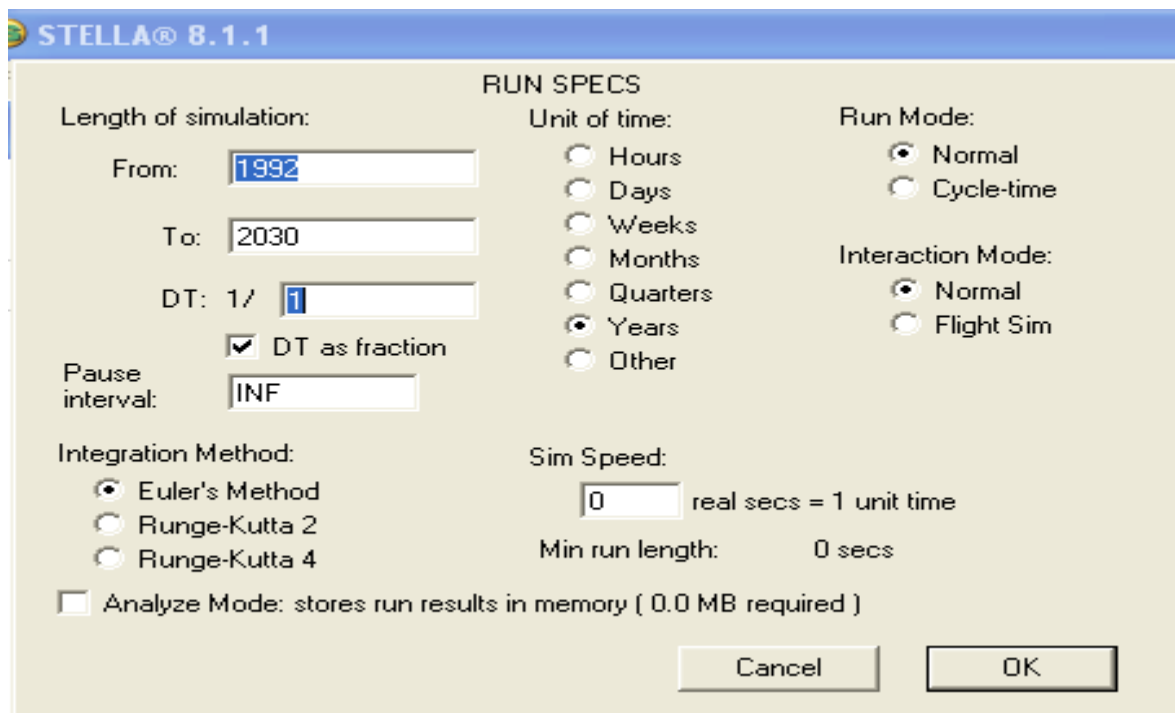 STELLA® 8.1.1
RUN SPECS
Length of simulation:
From: 1992
To: 2030
DT: 1/ 1
DT as fraction
Pause
interval: INF
Unit of time:
Hours
Days
Weeks
Months
Quarters
Years
Other
Run Mode:
Normal
Cycle-time
Interaction Mode:
Normal
Flight Sim
Integration Method:
Euler's Method
Runge-Kutta 2
Runge-Kutta 4
Sim Speed:
0 real secs = 1 unit time
Min run length: 0 secs
Analyze Mode: stores run results in memory ( 0.0 MB required )
Cancel OK